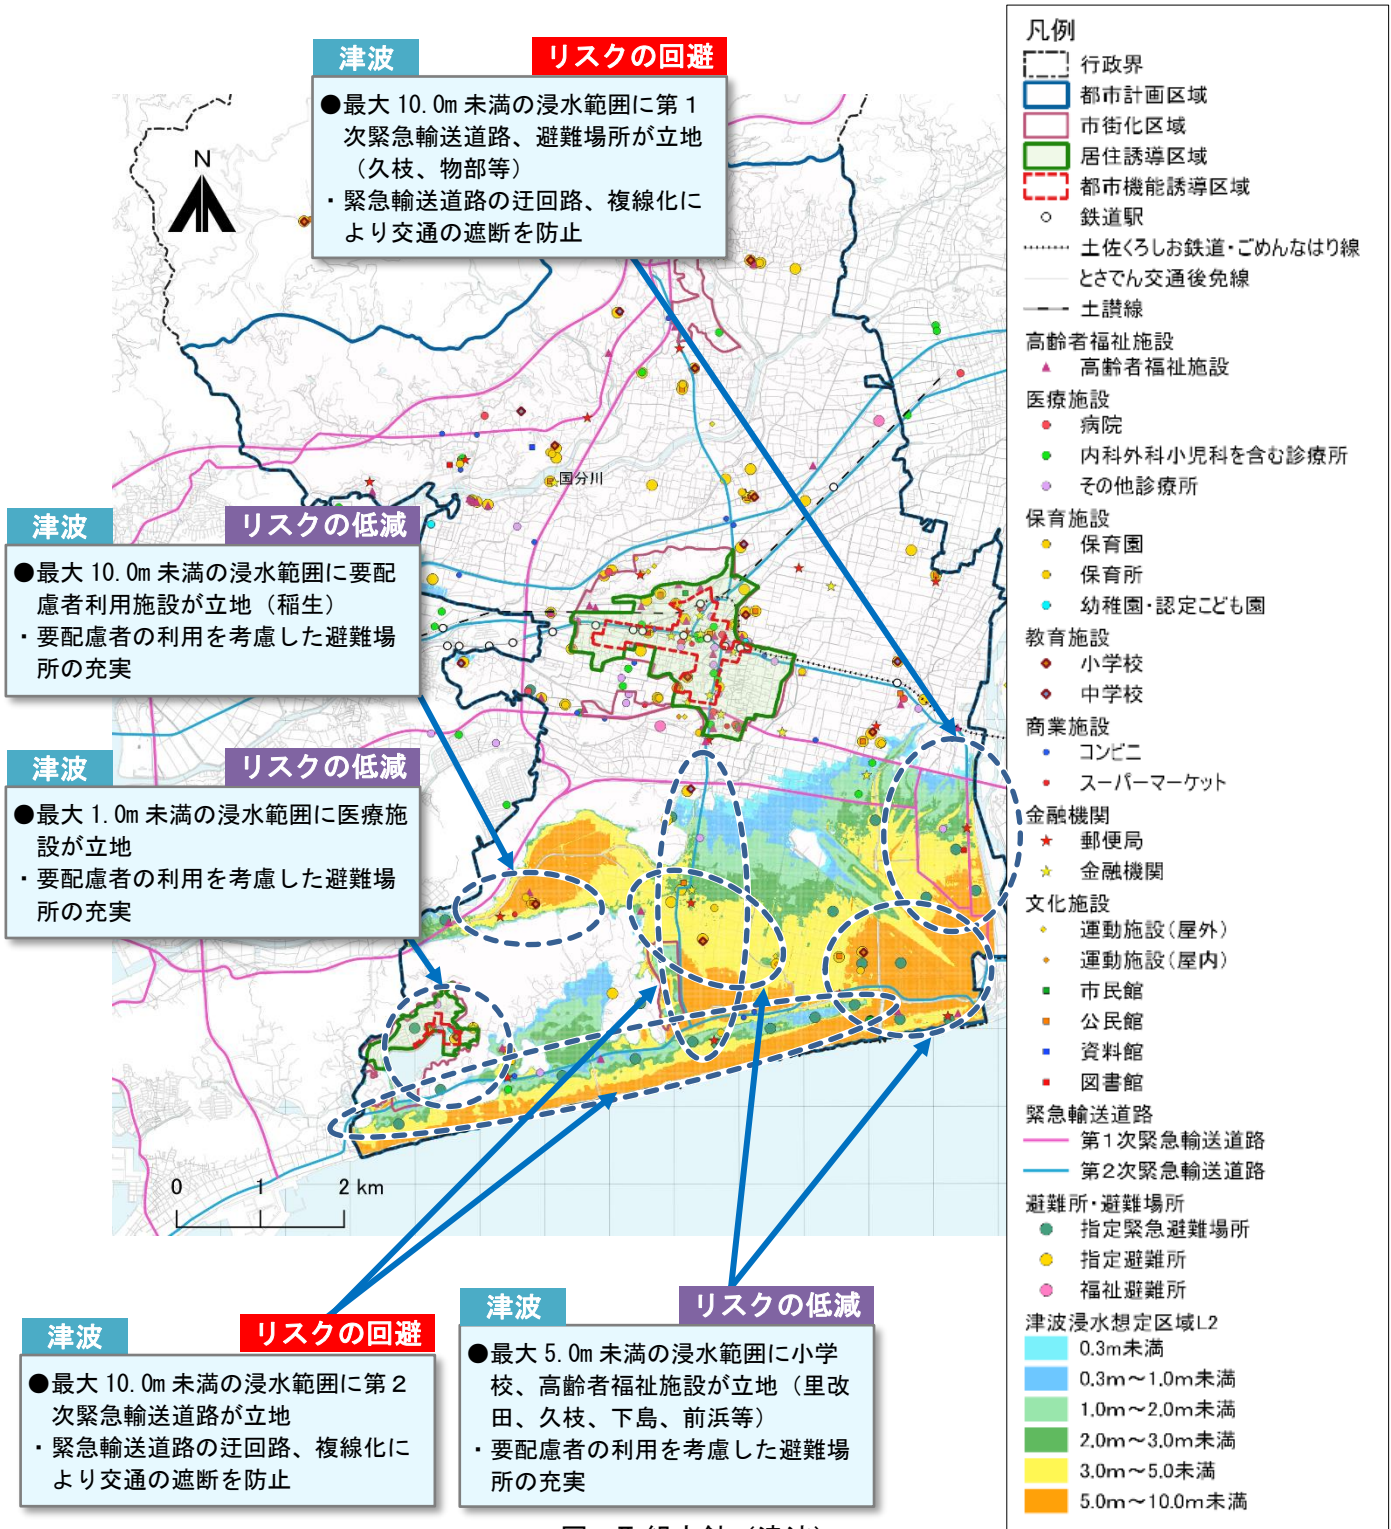 津波
リスクの回避
●最大 10.0m 未満の浸水範囲に第1
次緊急輸送道路、避難場所が立地
（久枝、物部等）
・緊急輸送道路の迂回路、複線化に
より交通の遮断を防止
N
国分川
津波
リスクの低減
●最大 10.0m 未満の浸水範囲に要配
慮者利用施設が立地（稲生）
・要配慮者の利用を考慮した避難場
所の充実
津波
リスクの低減
●最大 1.0m 未満の浸水範囲に医療施
設が立地
・要配慮者の利用を考慮した避難場
所の充実
0 1 2 km
津波
リスクの回避
●最大 10.0m 未満の浸水範囲に第2
次緊急輸送道路が立地
・緊急輸送道路の迂回路、複線化に
より交通の遮断を防止
津波
リスクの低減
●最大 5.0m 未満の浸水範囲に小学
校、高齢者福祉施設が立地（里改
田、久枝、下島、前浜等）
・要配慮者の利用を考慮した避難場
所の充実
凡例
行政界
都市計画区域
市街化区域
居住誘導区域
都市機能誘導区域
鉄道駅
土佐くろしお鉄道・ごめんなはり線
とさでん交通後免線
土讃線
高齢者福祉施設
高齢者福祉施設
医療施設
病院
内科外科小児科を含む診療所
その他診療所
保育施設
保育園
保育所
幼稚園・認定こども園
教育施設
小学校
中学校
商業施設
コンビニ
スーパーマーケット
金融機関
郵便局
金融機関
文化施設
運動施設（屋外）
運動施設（屋内）
市民館
公民館
資料館
図書館
緊急輸送道路
第1次緊急輸送道路
第2次緊急輸送道路
避難所・避難場所
指定緊急避難場所
指定避難所
福祉避難所
津波浸水想定区域L2
0.3m未満
0.3m～1.0m未満
1.0m～2.0m未満
2.0m～3.0m未満
3.0m～5.0未満
5.0m～10.0m未満